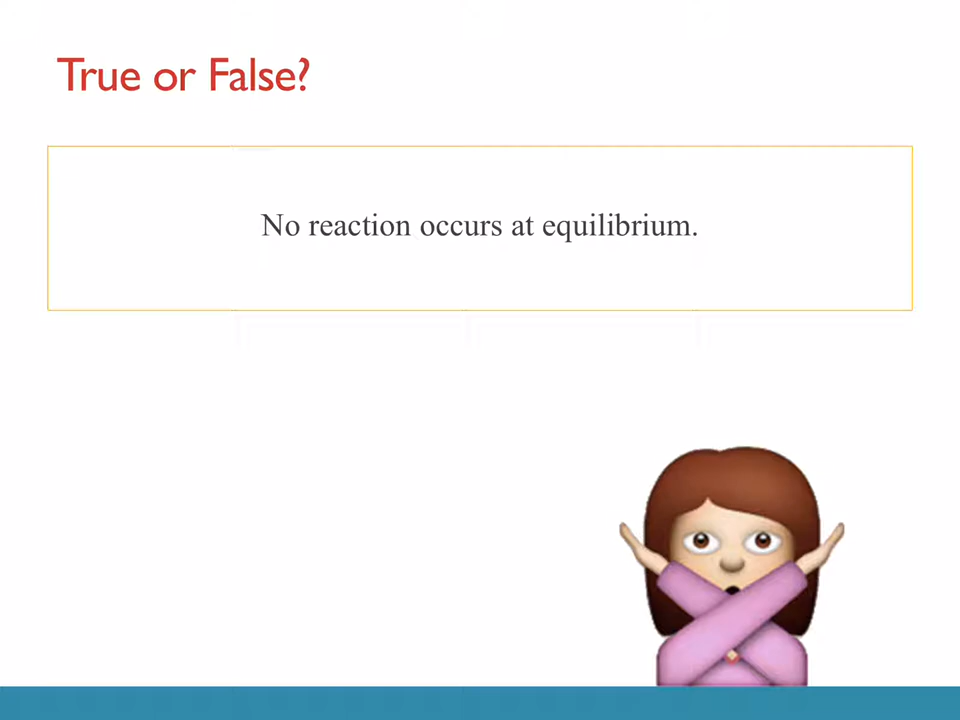 True or False?
No reaction occurs at equilibrium.